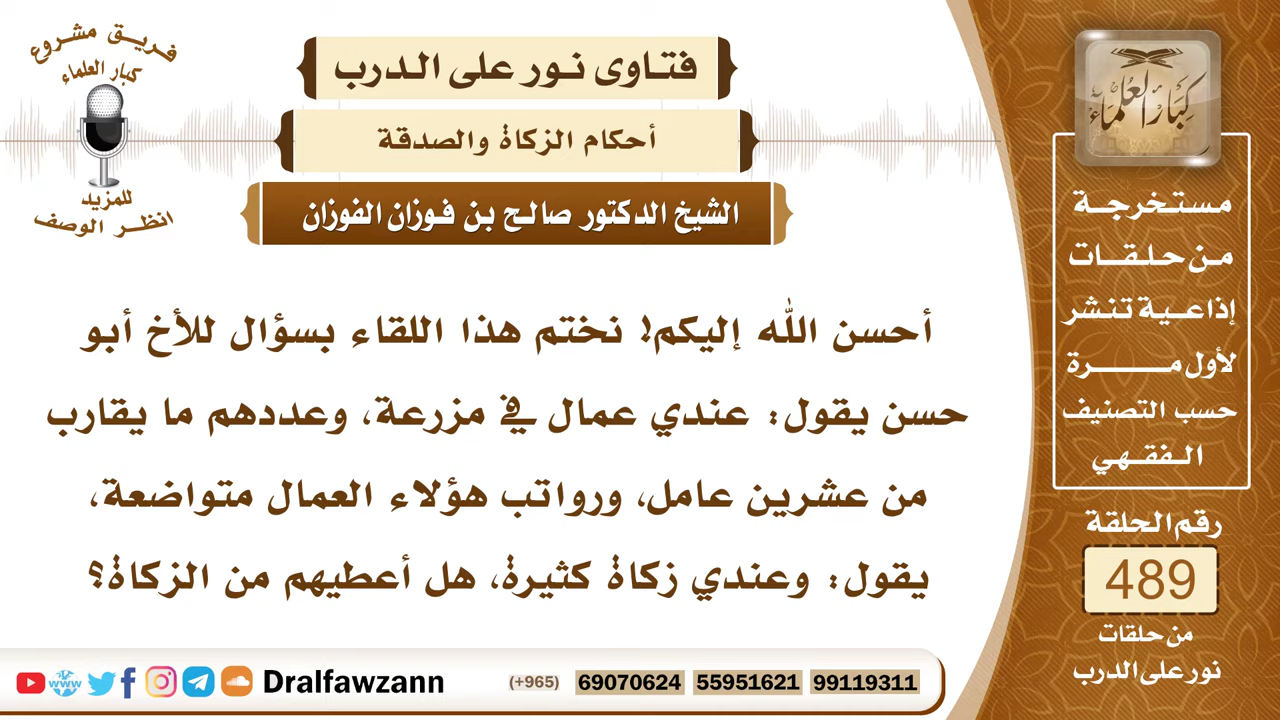 فريق مشروع
كبار العلماء
للمزيد
انظر الوصف
فتاوى نور على الدرب
أحكام الزكاة والصدقة
الشيخ الدكتور صالح بن فوزان الفوزان
أحسن الله إليكم! نختم هذا اللقاء بسؤال للأخ أبو
حسن يقول: عندي عمال في مزرعة، وعددهم ما يقارب
من عشرين عامل، ورواتب هؤلاء العمال متواضعة،
يقول: وعندي زكاة كثيرة، هل أعطيهم من الزكاة؟
كبار العلماء
مستخرجة
من حلقات
إذاعية تنشر
لأول مرة
حسب التصنيف
الفقهي
رقم الحلقة
489
من حلقات
نور على الدرب
www Dralfawzann (+965) 69070624 55951621 99119311